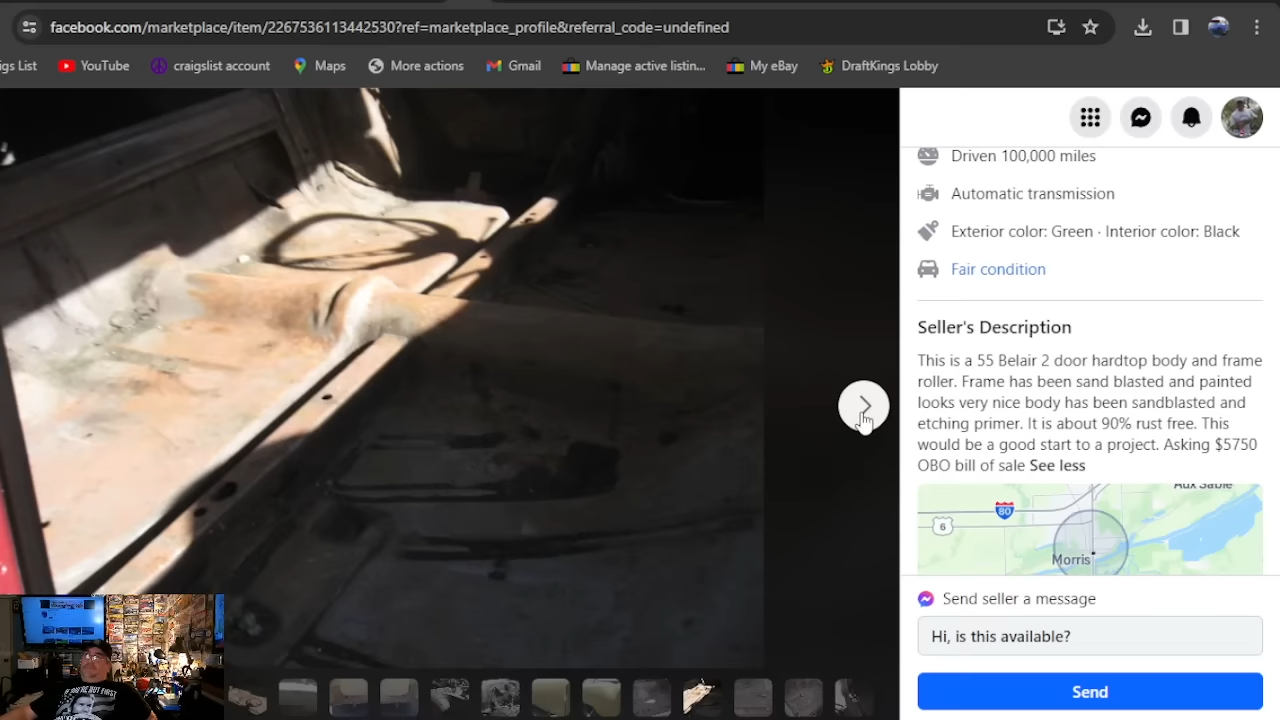 facebook.com/marketplace/item/2267536113442530?ref=marketplace_profile&referral_code=undefined
igs List YouTube craigslist account Maps More actions Gmail Manage active listin... My eBay DraftKings Lobby
Driven 100,000 miles
Automatic transmission
Exterior color: Green · Interior color: Black
Fair condition
Seller's Description
This is a 55 Belair 2 door hardtop body and frame
roller. Frame has been sand blasted and painted
looks very nice body has been sandblasted and
etching primer. It is about 90% rust free. This
would be a good start to a project. Asking $5750
OBO bill of sale See less
Aux Sable
80
6
Morris
Send seller a message
Hi, is this available?
Send